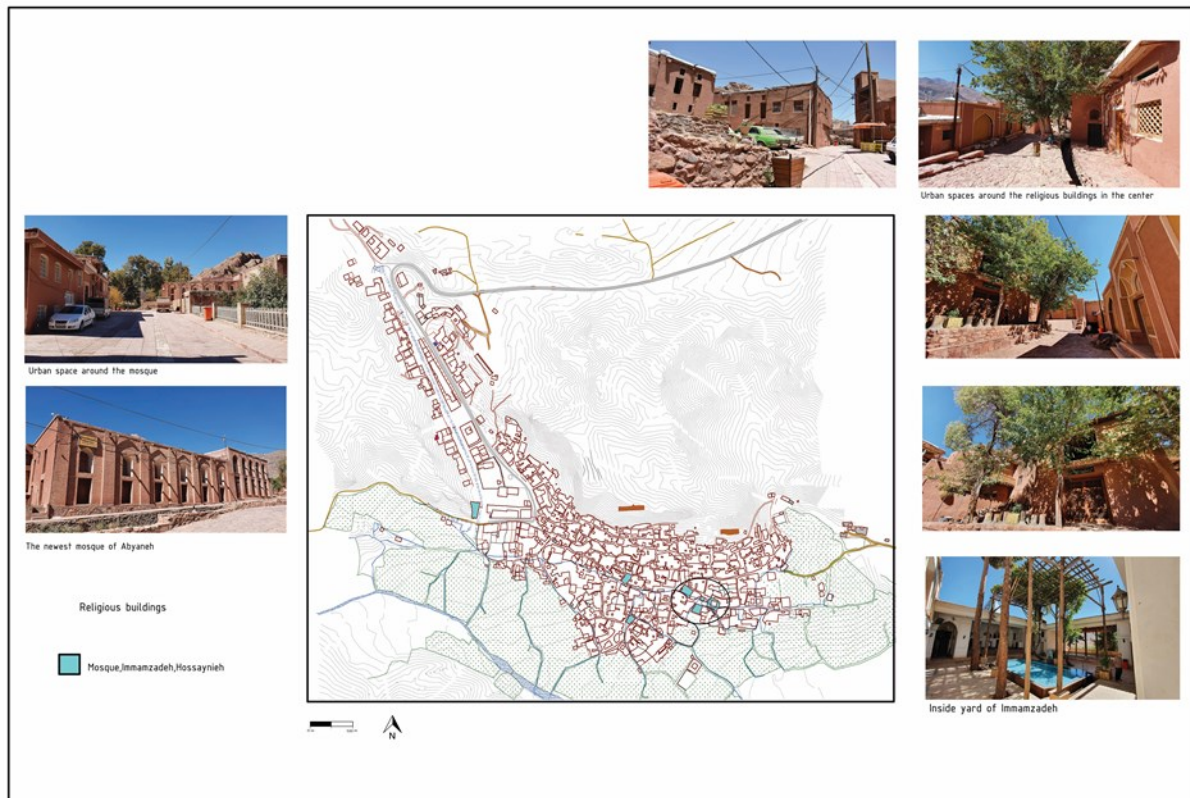 Urban spaces around the religious buildings in the center
Urban space around the mosque
The newest mosque of Abyaneh
Religious buildings
Mosque,Immamzadeh,Hossaynieh
Inside yard of Immamzadeh
N